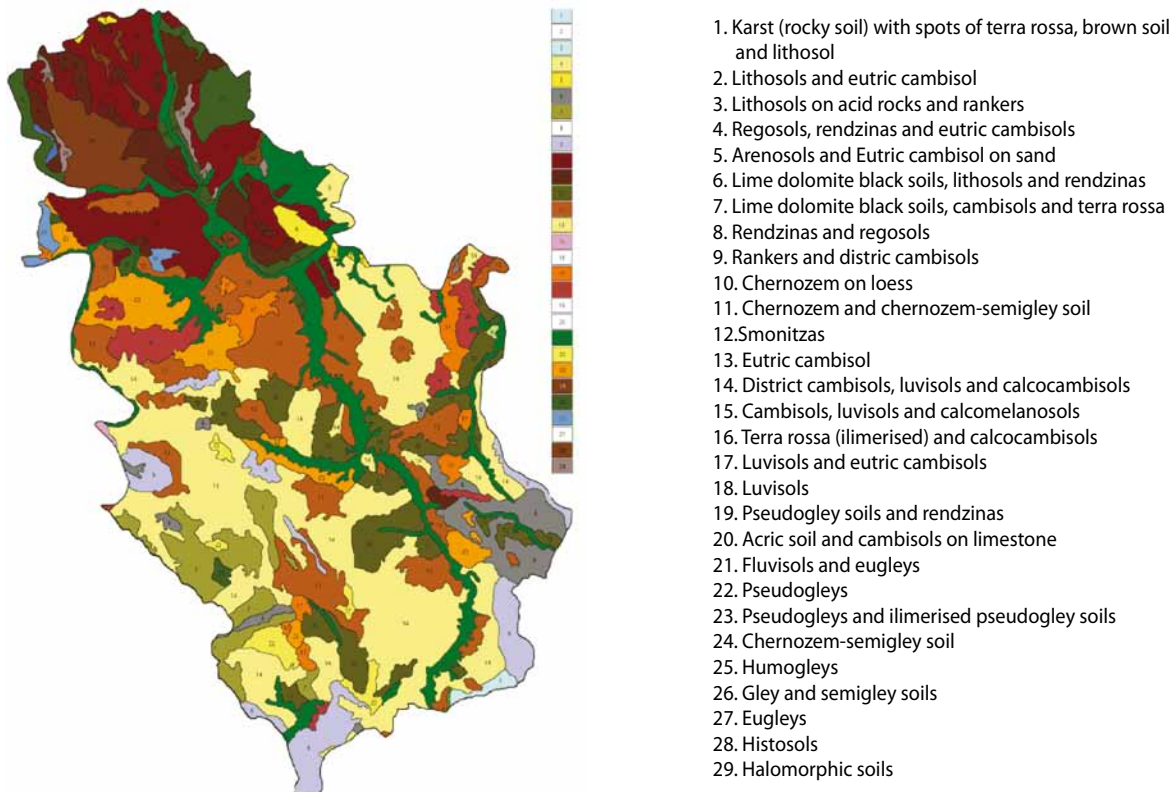 1. Karst (rocky soil) with spots of terra rossa, brown soil
and lithosol
2. Lithosols and eutric cambisol
3. Lithosols on acid rocks and rankers
4. Regosols, rendzinas and eutric cambisols
5. Arenosols and Eutric cambisol on sand
6. Lime dolomite black soils, lithosols and rendzinas
7. Lime dolomite black soils, cambisols and terra rossa
8. Rendzinas and regosols
9. Rankers and distric cambisols
10. Chernozem on loess
11. Chernozem and chernozem-semigley soil
12.Smonitzas
13. Eutric cambisol
14. District cambisols, luvisols and calcocambisols
15. Cambisols, luvisols and calcomelanosols
16. Terra rossa (ilimerised) and calcocambisols
17. Luvisols and eutric cambisols
18. Luvisols
19. Pseudogley soils and rendzinas
20. Acric soil and cambisols on limestone
21. Fluvisols and eugleys
22. Pseudogleys
23. Pseudogleys and ilimerised pseudogley soils
24. Chernozem-semigley soil
25. Humogleys
26. Gley and semigley soils
27. Eugleys
28. Histosols
29. Halomorphic soils